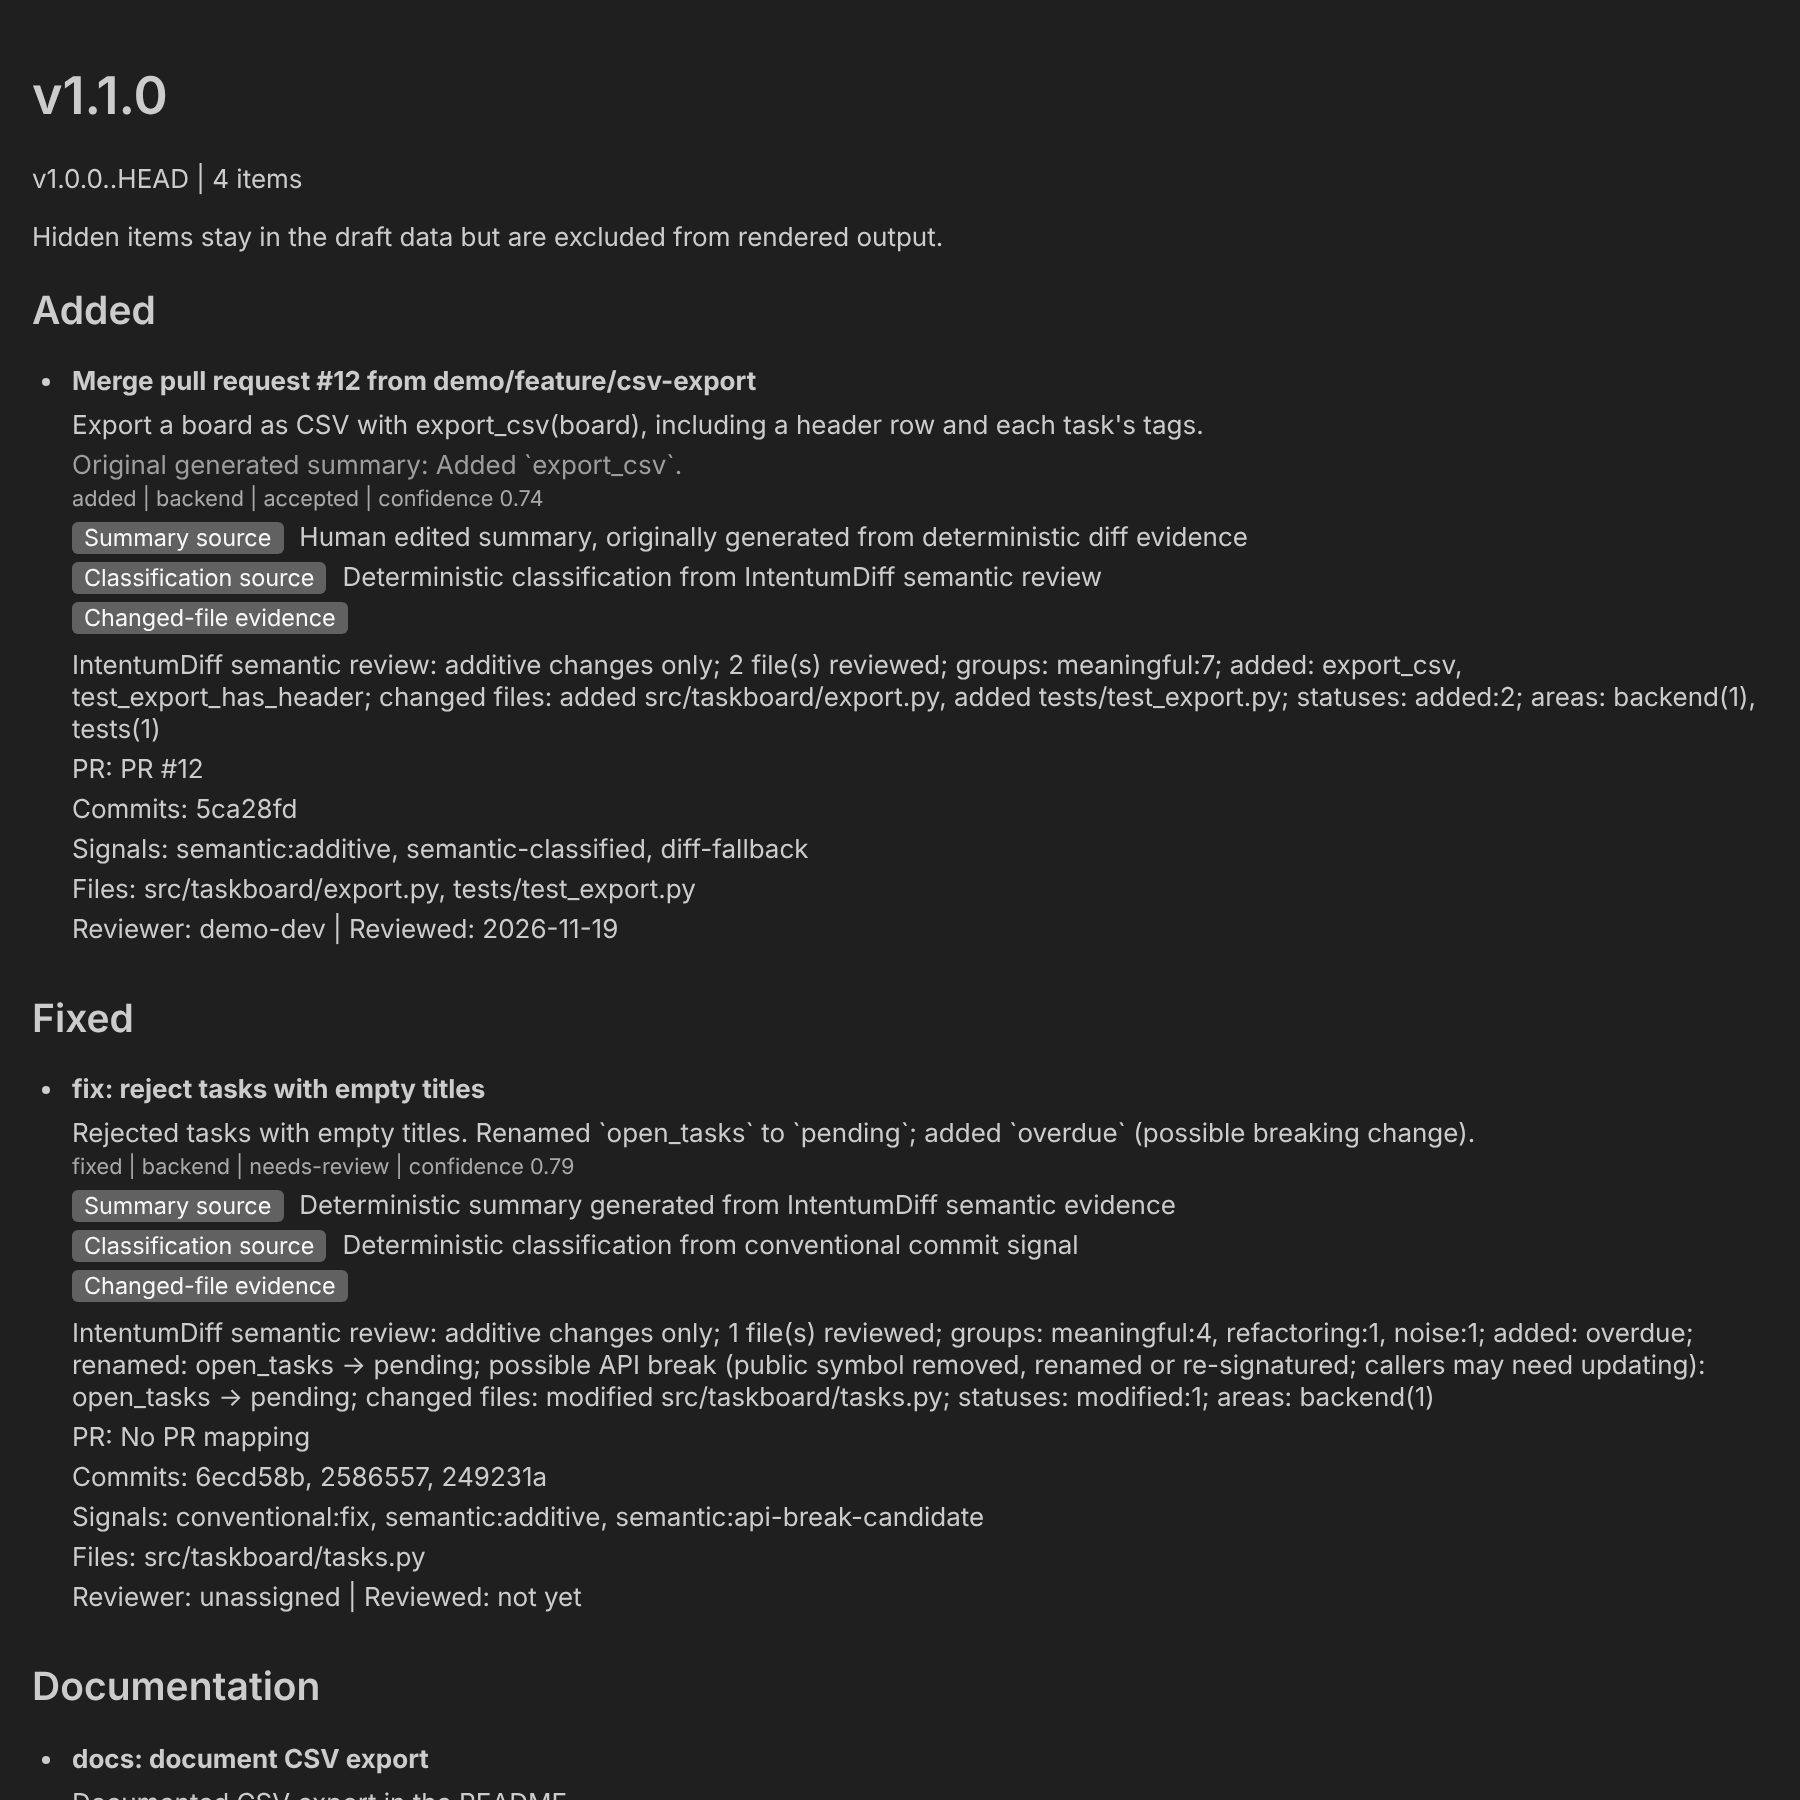 v1.1.0
v1.0.0..HEAD | 4 items
Hidden items stay in the draft data but are excluded from rendered output.
Added
• Merge pull request #12 from demo/feature/csv-export
Export a board as CSV with export_csv(board), including a header row and each task's tags.
Original generated summary: Added `export_csv`.
added | backend | accepted | confidence 0.74
Summary source Human edited summary, originally generated from deterministic diff evidence
Classification source Deterministic classification from IntentumDiff semantic review
Changed-file evidence
IntentumDiff semantic review: additive changes only; 2 file(s) reviewed; groups: meaningful:7; added: export_csv,
test_export_has_header; changed files: added src/taskboard/export.py, added tests/test_export.py; statuses: added:2; areas: backend(1),
tests(1)
PR: PR #12
Commits: 5ca28fd
Signals: semantic:additive, semantic-classified, diff-fallback
Files: src/taskboard/export.py, tests/test_export.py
Reviewer: demo-dev | Reviewed: 2026-11-19
Fixed
• fix: reject tasks with empty titles
Rejected tasks with empty titles. Renamed `open_tasks` to `pending`; added `overdue` (possible breaking change).
fixed | backend | needs-review | confidence 0.79
Summary source Deterministic summary generated from IntentumDiff semantic evidence
Classification source Deterministic classification from conventional commit signal
Changed-file evidence
IntentumDiff semantic review: additive changes only; 1 file(s) reviewed; groups: meaningful:4, refactoring:1, noise:1; added: overdue;
renamed: open_tasks → pending; possible API break (public symbol removed, renamed or re-signatured; callers may need updating):
open_tasks → pending; changed files: modified src/taskboard/tasks.py; statuses: modified:1; areas: backend(1)
PR: No PR mapping
Commits: 6ecd58b, 2586557, 249231a
Signals: conventional:fix, semantic:additive, semantic:api-break-candidate
Files: src/taskboard/tasks.py
Reviewer: unassigned | Reviewed: not yet
Documentation
• docs: document CSV export
Documented CSV export in the README